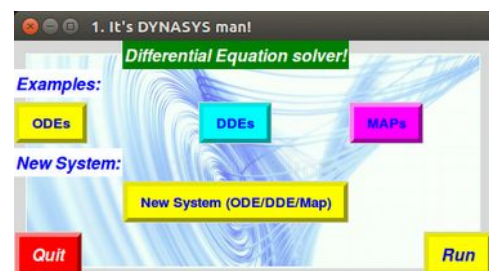 1. It's DYNASYS man!
Differential Equation solver!
Examples:
ODEs DDEs MAPs
New System:
New System (ODE/DDE/Map)
Quit Run